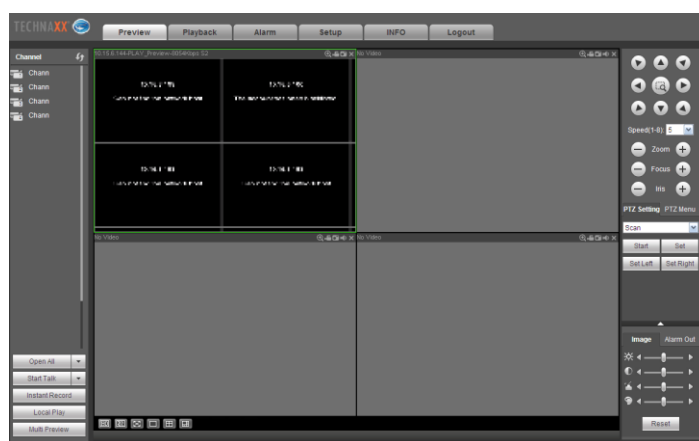 TECHNAXX
Preview Playback Alarm Setup INFO Logout
Channel
Chann
Chann
Chann
Chann
Open All
Start Talk
Instant Record
Local Play
Multi Preview
No Video
No Video
No Video
Speed(1-8) 5
Zoom
Focus
Iris
PTZ Setting PTZ Menu
Scan
Start Set
Set Left Set Right
Image Alarm Out
Reset